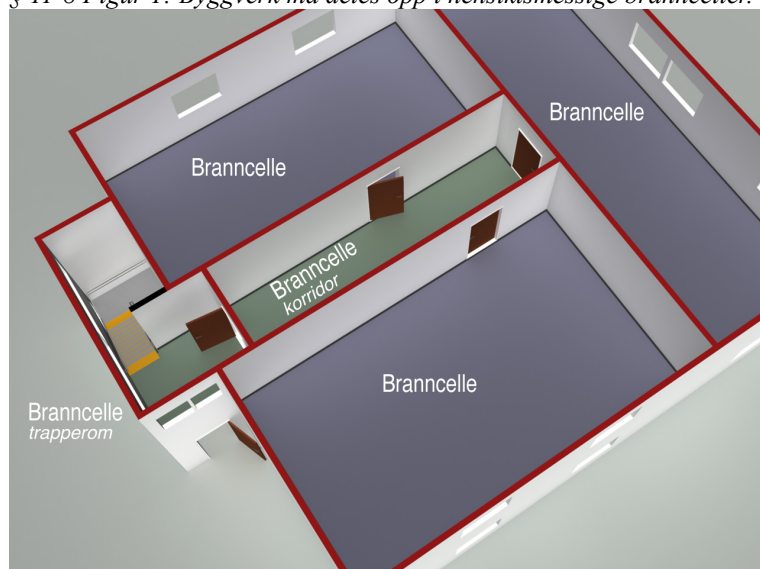 § 11-8 Figur 1: Byggverk må deles opp i hensiktsmessige brannceller.
Branncelle
Branncelle
Branncelle
korridor
Branncelle
Branncelle
trapperom